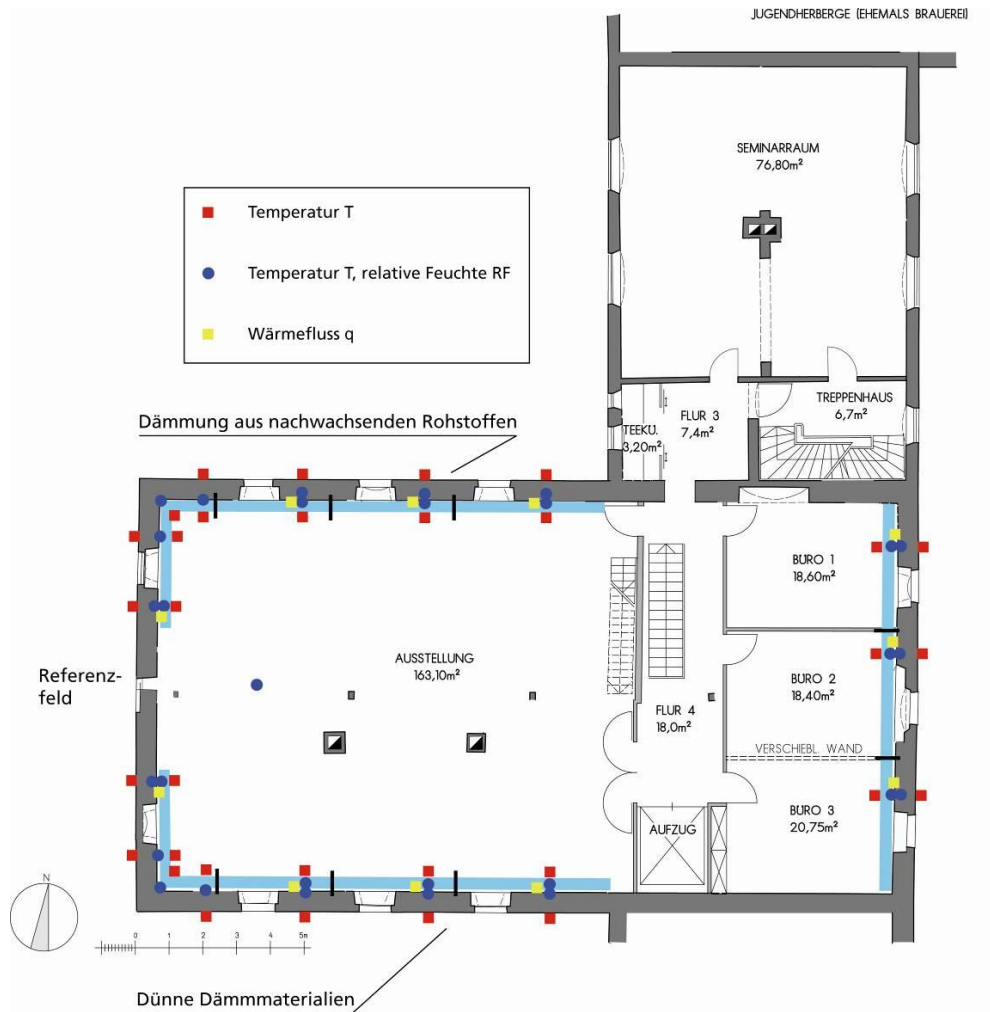 JUGENDHERBERGE (EHEMALS BRAUEREI)
SEMINARRAUM
76,80m²
Temperatur T
Temperatur T, relative Feuchte RF
Wärmefluss q
TREPPENHAUS
6,7m²
FLUR 3
7,4m²
TEEKÜ.
3,20m²
Dämmung aus nachwachsenden Rohstoffen
BÜRO 1
18,60m²
AUSSTELLUNG
163,10m²
Referenz-
feld
BÜRO 2
18,40m²
FLUR 4
18,0m²
VERSCHIEBL. WAND
BÜRO 3
20,75m²
AUFZUG
N
0 1 2 3 4 5m
Dünne Dämmmaterialien